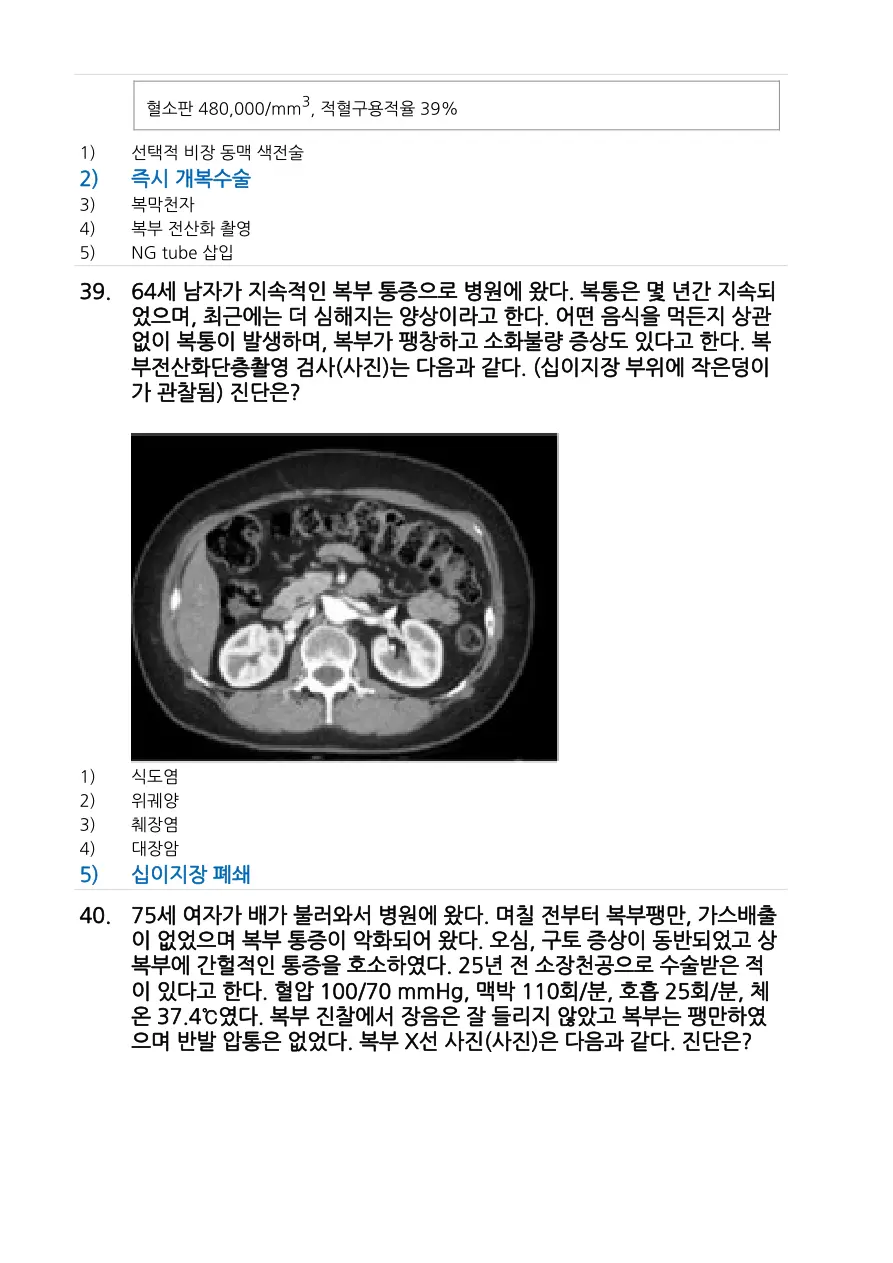 혈소판 480,000/mm3, 적혈구용적율 39%
1) 선택적 비장 동맥 색전술
2) 즉시 개복수술
3) 복막천자
4) 복부 전산화 촬영
5) NG tube 삽입
39. 64세 남자가 지속적인 복부 통증으로 병원에 왔다. 복통은 몇 년간 지속되
었으며, 최근에는 더 심해지는 양상이라고 한다. 어떤 음식을 먹든지 상관
없이 복통이 발생하며, 복부가 팽창하고 소화불량 증상도 있다고 한다. 복
부전산화단층촬영 검사(사진)는 다음과 같다. (십이지장 부위에 작은덩이
가 관찰됨) 진단은?
1) 식도염
2) 위궤양
3) 췌장염
4) 대장암
5) 십이지장 폐쇄
40. 75세 여자가 배가 불러와서 병원에 왔다. 며칠 전부터 복부팽만, 가스배출
이 없었으며 복부 통증이 악화되어 왔다. 오심, 구토 증상이 동반되었고 상
복부에 간헐적인 통증을 호소하였다. 25년 전 소장천공으로 수술받은 적
이 있다고 한다. 혈압 100/70 mmHg, 맥박 110회/분, 호흡 25회/분, 체
온 37.4℃였다. 복부 진찰에서 장음은 잘 들리지 않았고 복부는 팽만하였
으며 반발 압통은 없었다. 복부 X선 사진(사진)은 다음과 같다. 진단은?